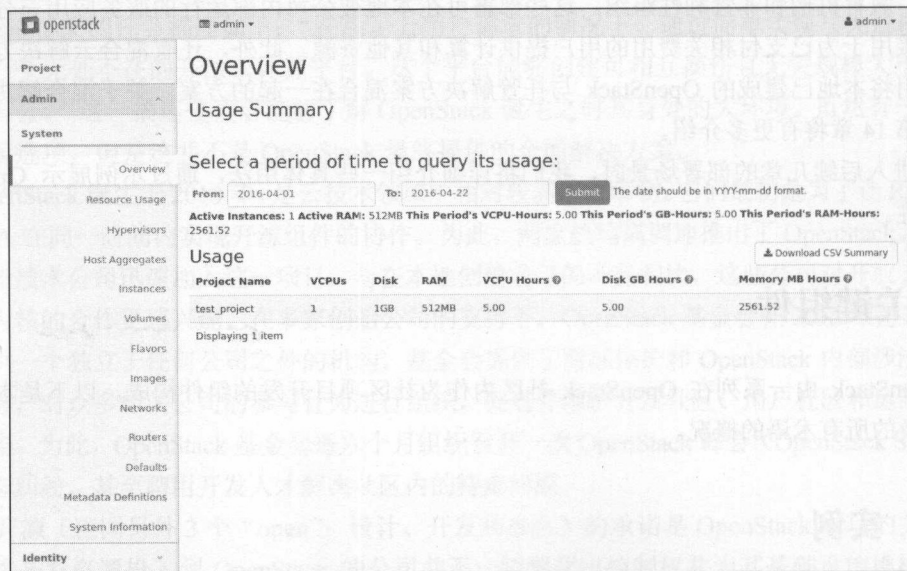 openstack
admin
admin
Project
Admin
System
Overview
Resource Usage
Hypervisors
Host Aggregates
Instances
Volumes
Flavors
Images
Networks
Routers
Defaults
Metadata Definitions
System Information
Identity
Overview
Usage Summary
Select a period of time to query its usage:
From: 2016-04-01 To: 2016-04-22 Submit The date should be in YYYY-mm-dd format.
Active Instances: 1 Active RAM: 512MB This Period's VCPU-Hours: 5.00 This Period's GB-Hours: 5.00 This Period's RAM-Hours:
2561.52
Usage
Download CSV Summary
Project Name VCPUs Disk RAM VCPU Hours Disk GB Hours Memory MB Hours
test_project 1 1GB 512MB 5.00 5.00 2561.52
Displaying 1 item